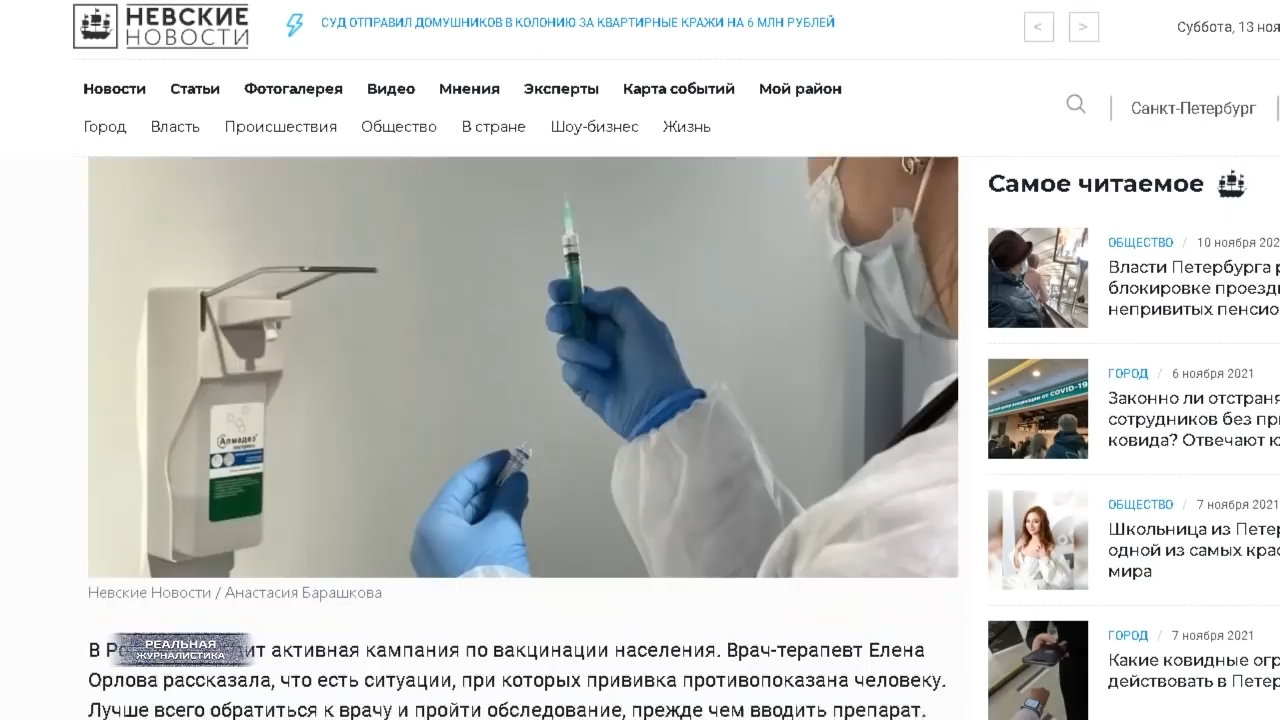 НЕВСКИЕ
НОВОСТИ
СУД ОТПРАВИЛ ДОМУШНИКОВ В КОЛОНИЮ ЗА КВАРТИРНЫЕ КРАЖИ НА 6 МЛН РУБЛЕЙ
< >
Суббота, 13 ноя
Новости Статьи Фотогалерея Видео Мнения Эксперты Карта событий Мой район
Город Власть Происшествия Общество В стране Шоу-бизнес Жизнь
Санкт-Петербург
Алмадез
Невские Новости / Анастасия Барашкова
В Р ит активная кампания по вакцинации населения. Врач-терапевт Елена
Орлова рассказала, что есть ситуации, при которых прививка противопоказана человеку.
Лучше всего обратиться к врачу и пройти обследование, прежде чем вводить препарат.
РЕАЛЬНАЯ
ЖУРНАЛИСТИКА
Самое читаемое
ОБЩЕСТВО / 10 ноября 202
Власти Петербурга р
блокировке проезд
непривитых пенсио
ГОРОД / 6 ноября 2021
Законно ли отстраня
сотрудников без пр
ковида? Отвечают ю
ОТ COVID-19
ОБЩЕСТВО / 7 ноября 2021
Школьница из Петер
одной из самых крас
мира
ГОРОД / 7 ноября 2021
Какие ковидные огр
действовать в Петер